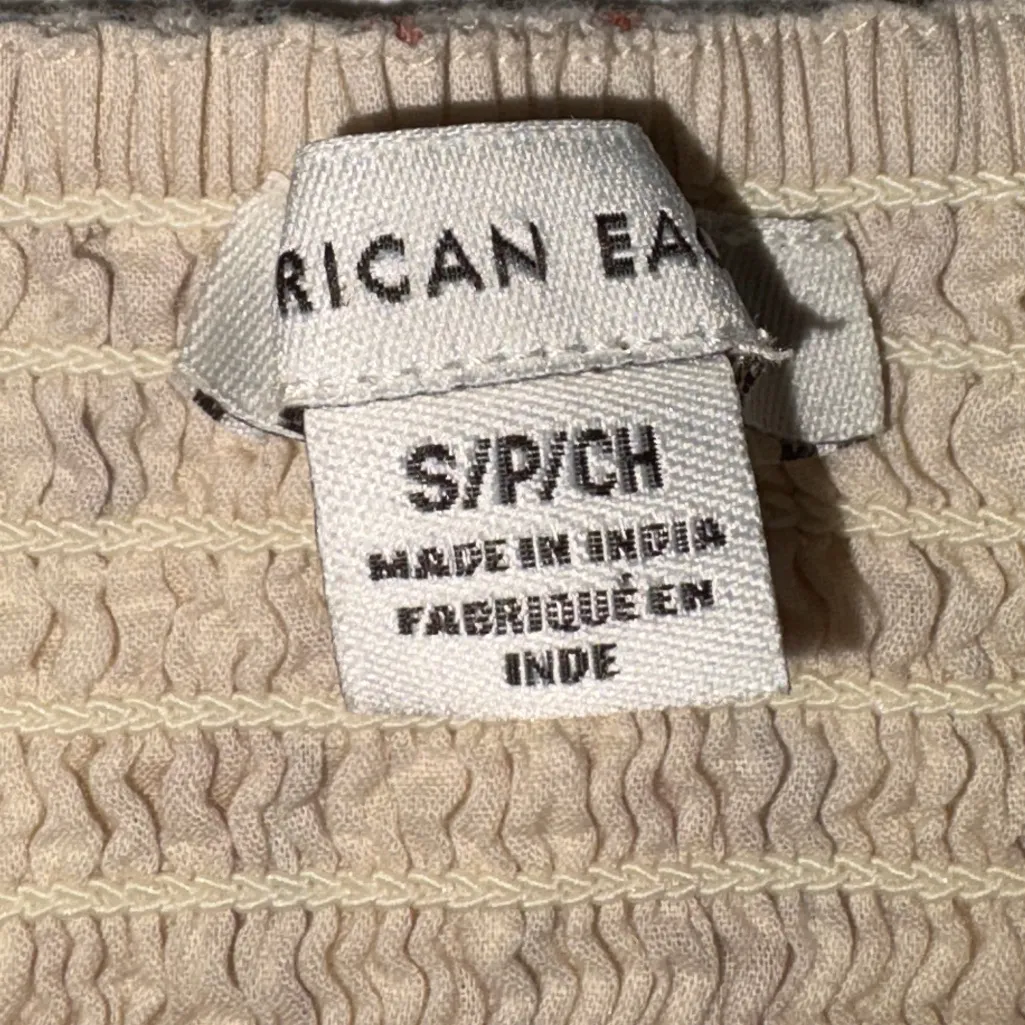 RICAN EA
S/P/CH
MADE IN INDIA
FABRIQUÉ EN
INDE